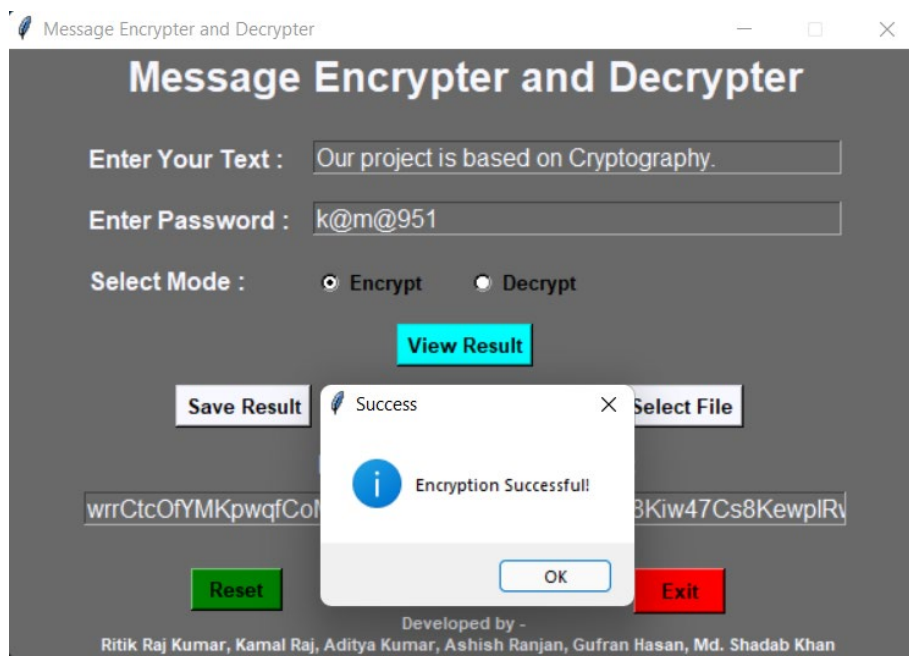 Message Encrypter and Decrypter
Message Encrypter and Decrypter
Enter Your Text : Our project is based on Cryptography.
Enter Password : k@m@951
Select Mode : Encrypt Decrypt
View Result
Save Result Success Select File
Encryption Successful!
OK
Reset Exit
Developed by -
Ritik Raj Kumar, Kamal Raj, Aditya Kumar, Ashish Ranjan, Gufran Hasan, Md. Shadab Khan